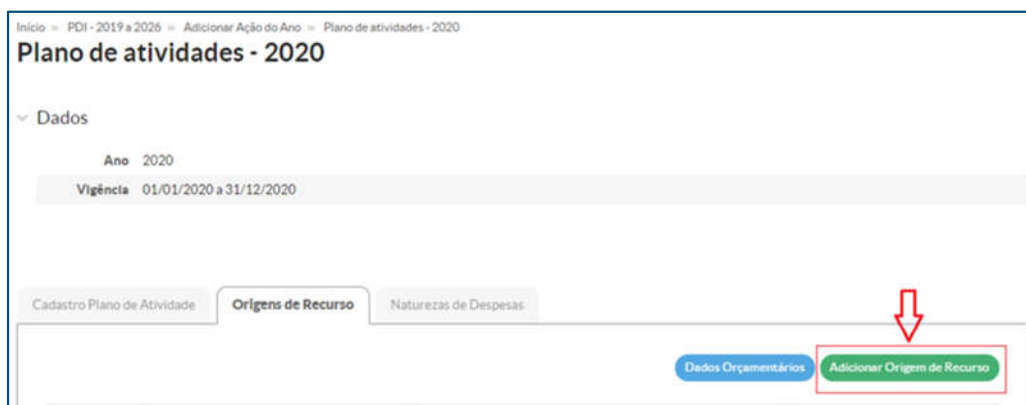 Início » PDI - 2019 a 2026 » Adicionar Ação do Ano » Plano de atividades - 2020
Plano de atividades - 2020
Dados
Ano 2020
Vigência 01/01/2020 a 31/12/2020
Cadastro Plano de Atividade Origens de Recurso Naturezas de Despesas
Dados Orçamentários Adicionar Origem de Recurso